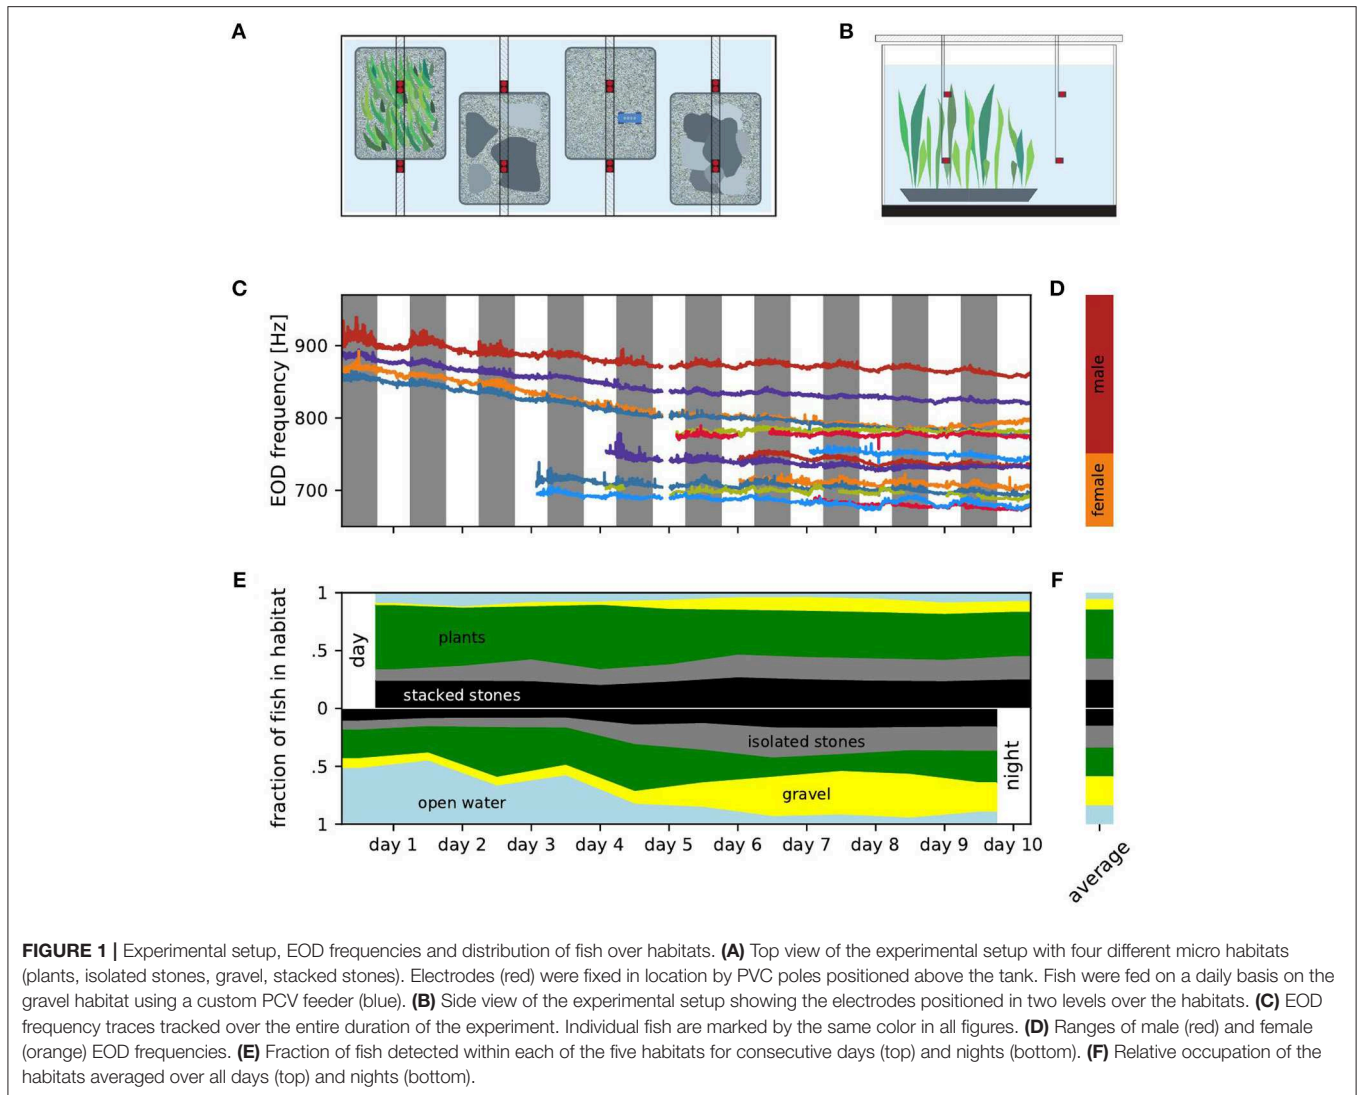 A
B
C
D
EOD frequency [Hz]
900
800
700
male
female
E
F
fraction of fish in habitat
1
.5
0
.5
1
day
plants
stacked stones
isolated stones
gravel
open water
night
day 1 day 2 day 3 day 4 day 5 day 6 day 7 day 8 day 9 day 10
average
FIGURE 1 | Experimental setup, EOD frequencies and distribution of fish over habitats. (A) Top view of the experimental setup with four different micro habitats
(plants, isolated stones, gravel, stacked stones). Electrodes (red) were fixed in location by PVC poles positioned above the tank. Fish were fed on a daily basis on the
gravel habitat using a custom PCV feeder (blue). (B) Side view of the experimental setup showing the electrodes positioned in two levels over the habitats. (C) EOD
frequency traces tracked over the entire duration of the experiment. Individual fish are marked by the same color in all figures. (D) Ranges of male (red) and female
(orange) EOD frequencies. (E) Fraction of fish detected within each of the five habitats for consecutive days (top) and nights (bottom). (F) Relative occupation of the
habitats averaged over all days (top) and nights (bottom).